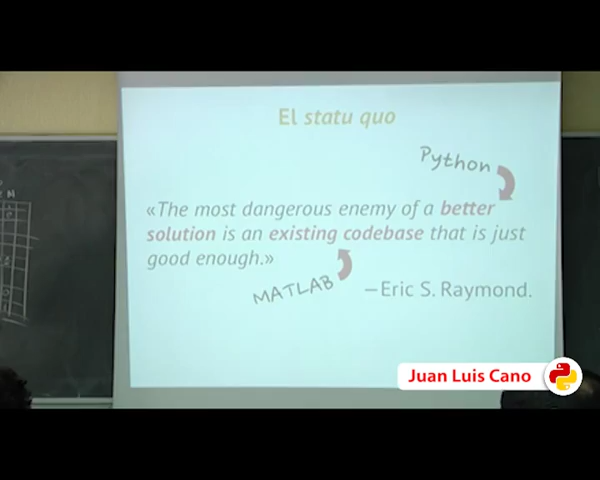 El statu quo
Python
«The most dangerous enemy of a better
solution is an existing codebase that is just
good enough.»
MATLAB
—Eric S. Raymond.
Juan Luis Cano